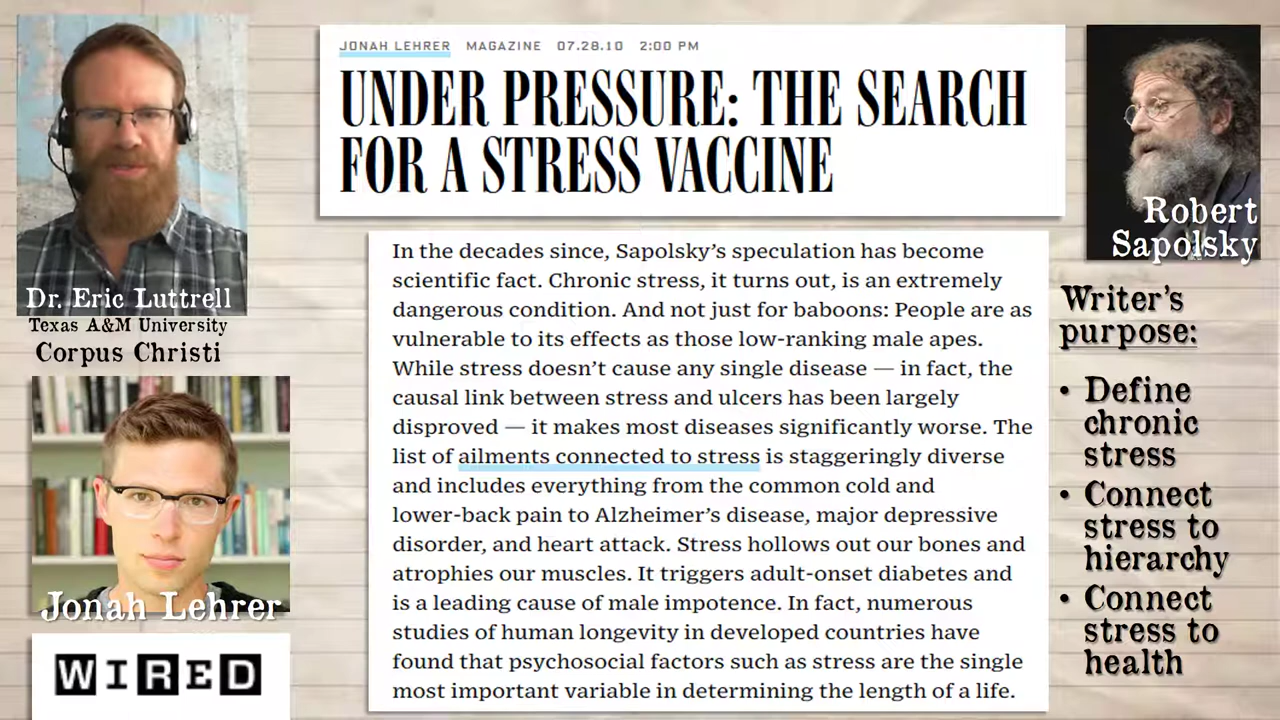 Dr. Eric Luttrell
Texas A&M University
Corpus Christi
Jonah Lehrer
WIRED
JONAH LEHRER MAGAZINE 07.28.10 2:00 PM
UNDER PRESSURE: THE SEARCH
FOR A STRESS VACCINE
In the decades since, Sapolsky’s speculation has become
scientific fact. Chronic stress, it turns out, is an extremely
dangerous condition. And not just for baboons: People are as
vulnerable to its effects as those low-ranking male apes.
While stress doesn’t cause any single disease — in fact, the
causal link between stress and ulcers has been largely
disproved — it makes most diseases significantly worse. The
list of ailments connected to stress is staggeringly diverse
and includes everything from the common cold and
lower-back pain to Alzheimer’s disease, major depressive
disorder, and heart attack. Stress hollows out our bones and
atrophies our muscles. It triggers adult-onset diabetes and
is a leading cause of male impotence. In fact, numerous
studies of human longevity in developed countries have
found that psychosocial factors such as stress are the single
most important variable in determining the length of a life.
Robert
Sapolsky
Writer’s
purpose:
• Define
chronic
stress
• Connect
stress to
hierarchy
• Connect
stress to
health